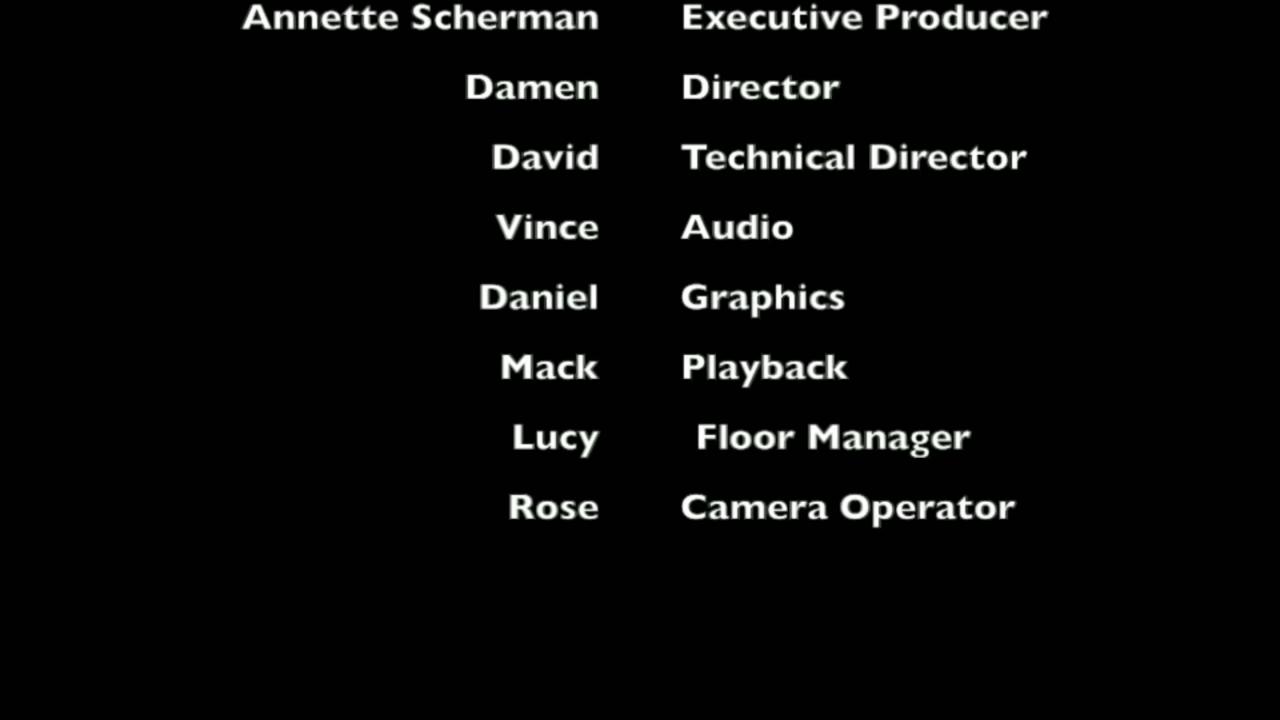 Annette Scherman Executive Producer
Damen Director
David Technical Director
Vince Audio
Daniel Graphics
Mack Playback
Lucy Floor Manager
Rose Camera Operator